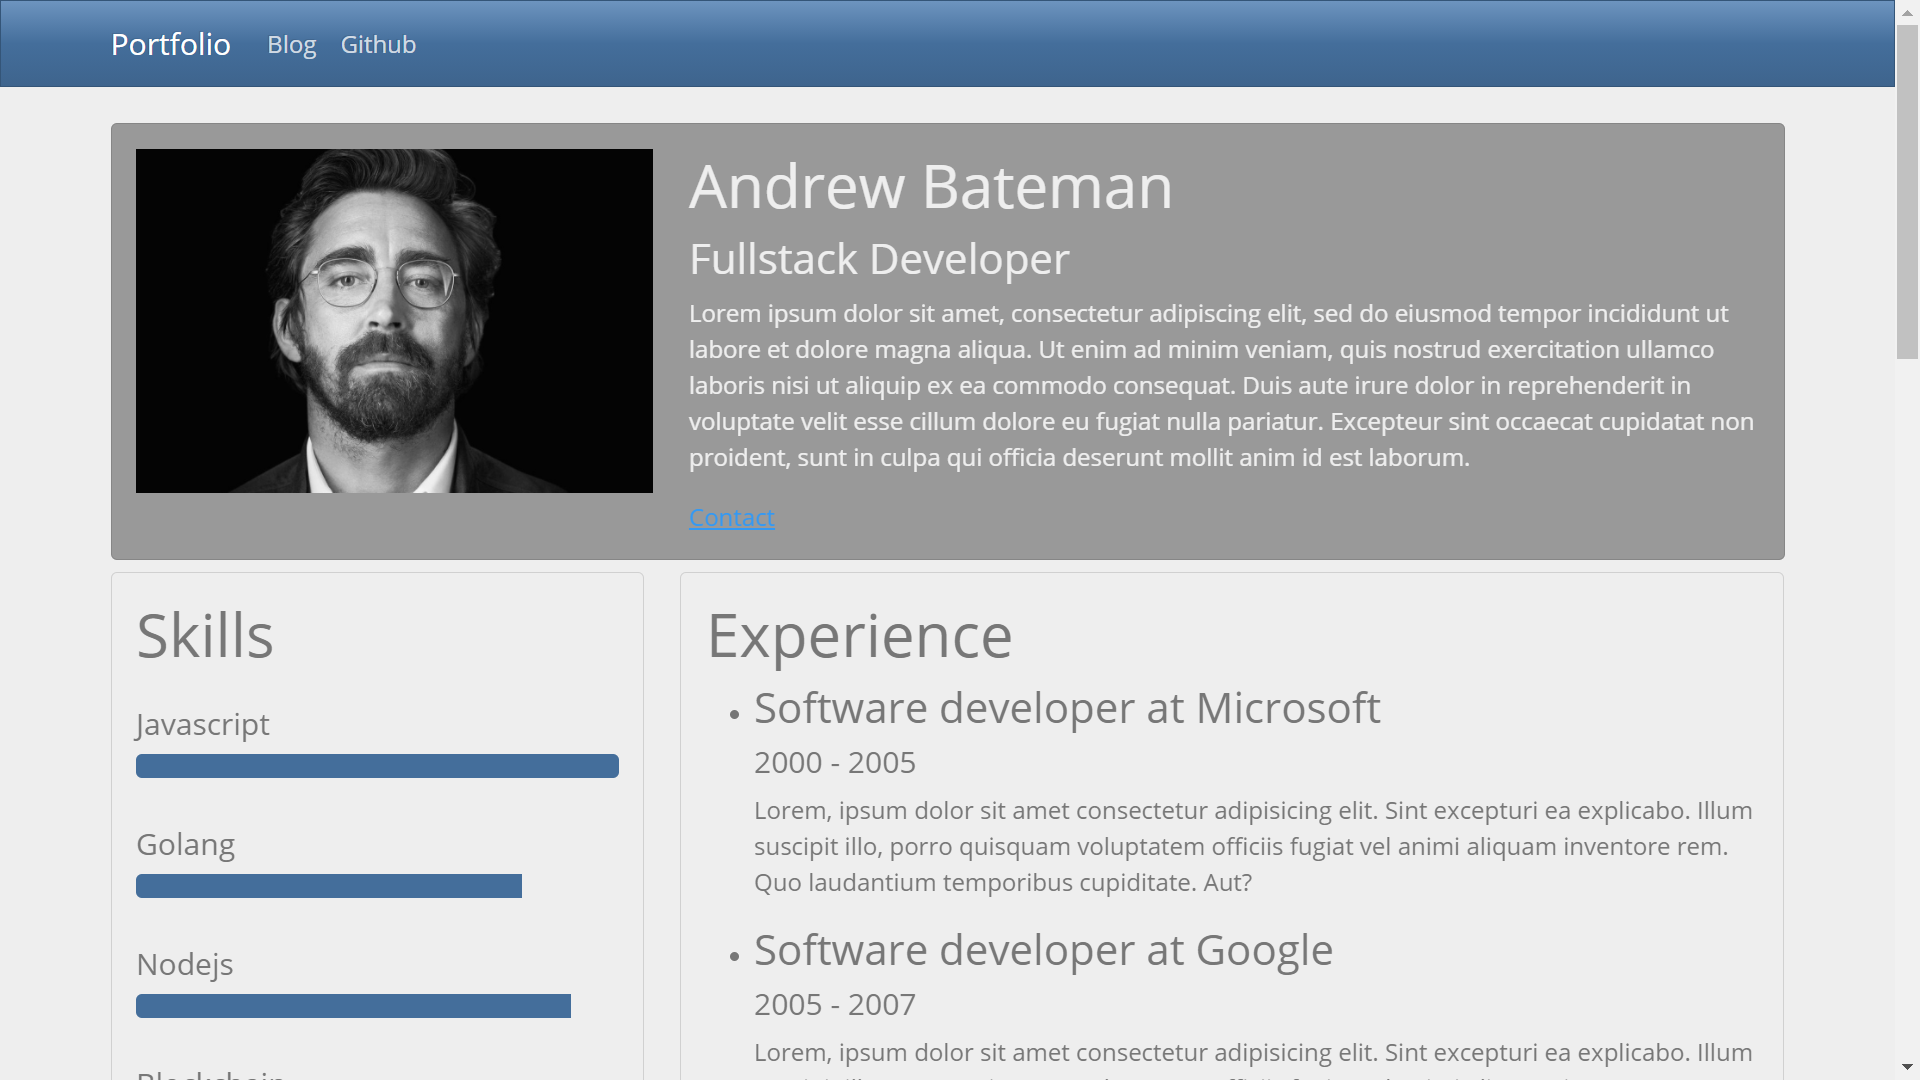 Portfolio Blog Github
Andrew Bateman
Fullstack Developer
Lorem ipsum dolor sit amet, consectetur adipiscing elit, sed do eiusmod tempor incididunt ut
labore et dolore magna aliqua. Ut enim ad minim veniam, quis nostrud exercitation ullamco
laboris nisi ut aliquip ex ea commodo consequat. Duis aute irure dolor in reprehenderit in
voluptate velit esse cillum dolore eu fugiat nulla pariatur. Excepteur sint occaecat cupidatat non
proident, sunt in culpa qui officia deserunt mollit anim id est laborum.
Contact
Skills
Javascript
Golang
Nodejs
Experience
Software developer at Microsoft
2000 - 2005
Lorem, ipsum dolor sit amet consectetur adipisicing elit. Sint excepturi ea explicabo. Illum
suscipit illo, porro quisquam voluptatem officiis fugiat vel animi aliquam inventore rem.
Quo laudantium temporibus cupiditate. Aut?
Software developer at Google
2005 - 2007
Lorem, ipsum dolor sit amet consectetur adipisicing elit. Sint excepturi ea explicabo. Illum